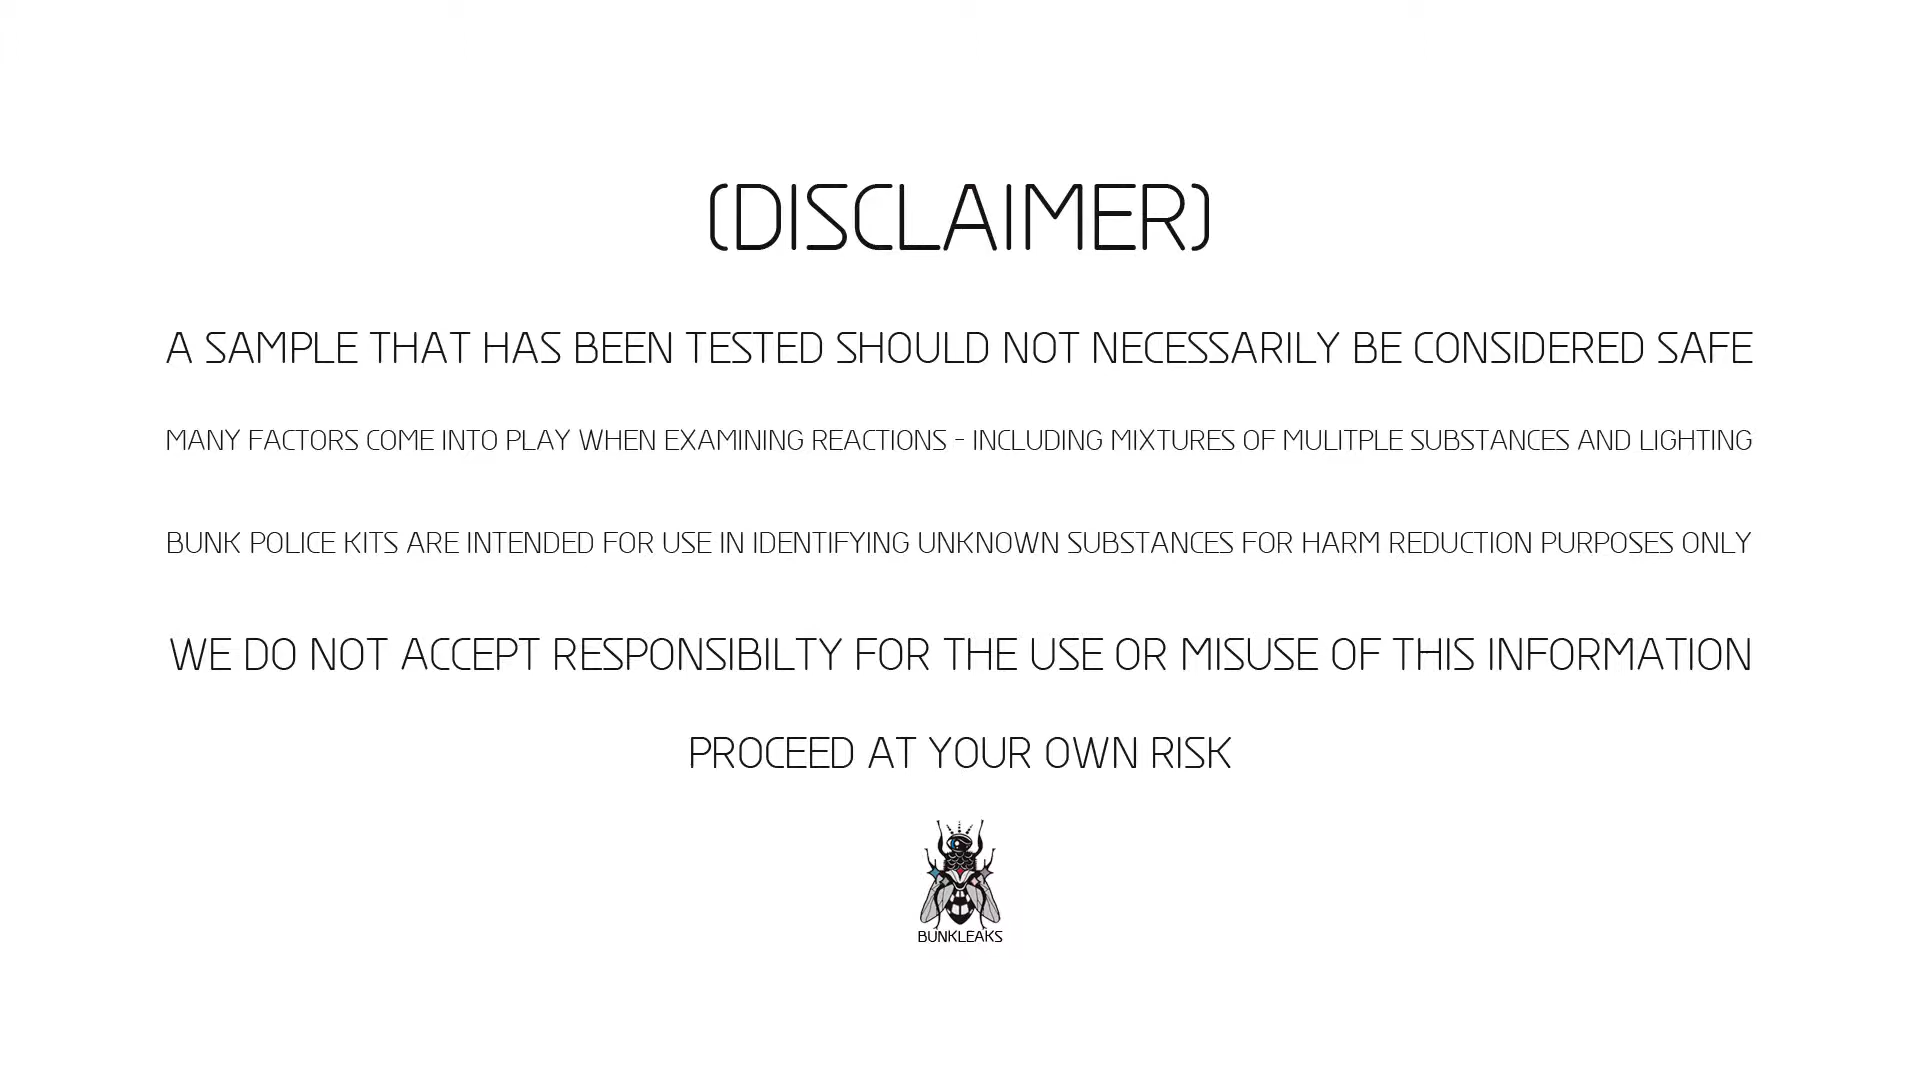 (DISCLAIMER)
A SAMPLE THAT HAS BEEN TESTED SHOULD NOT NECESSARILY BE CONSIDERED SAFE
MANY FACTORS COME INTO PLAY WHEN EXAMINING REACTIONS - INCLUDING MIXTURES OF MULITPLE SUBSTANCES AND LIGHTING
BUNK POLICE KITS ARE INTENDED FOR USE IN IDENTIFYING UNKNOWN SUBSTANCES FOR HARM REDUCTION PURPOSES ONLY
WE DO NOT ACCEPT RESPONSIBILTY FOR THE USE OR MISUSE OF THIS INFORMATION
PROCEED AT YOUR OWN RISK
BUNKLEAKS